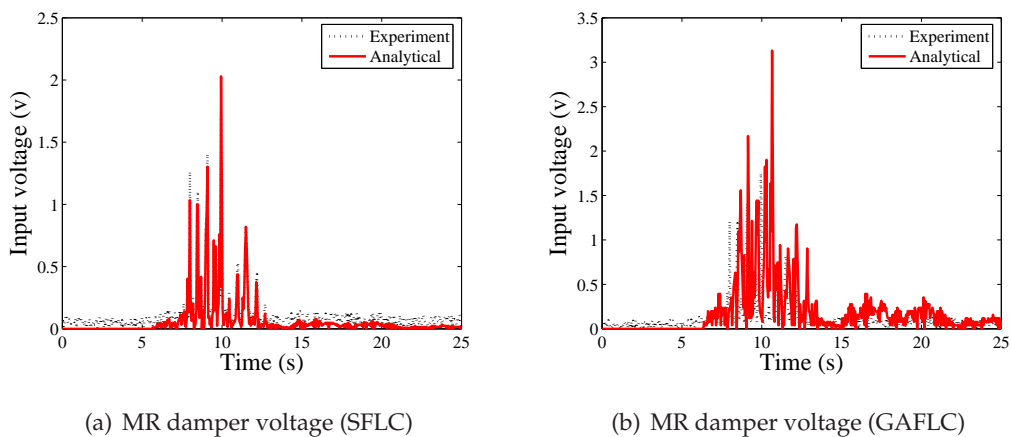 2.5
2
1.5
1
0.5
0
Input voltage (v)
0 5 10 15 20 25
Time (s)
Experiment
Analytical
(a) MR damper voltage (SFLC)
3.5
3
2.5
2
1.5
1
0.5
0
Input voltage (v)
0 5 10 15 20 25
Time (s)
Experiment
Analytical
(b) MR damper voltage (GAFLC)